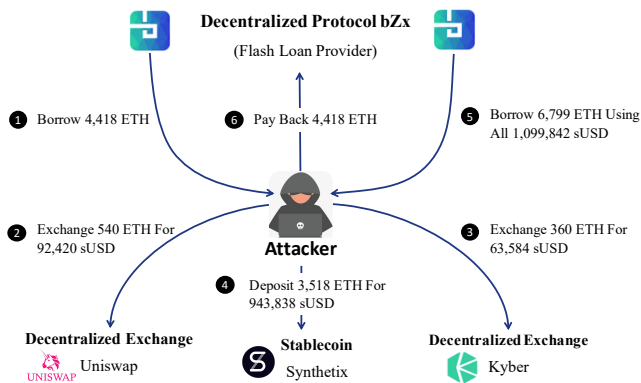 Decentralized Protocol bZx
(Flash Loan Provider)
1 Borrow 4,418 ETH
6 Pay Back 4,418 ETH
5 Borrow 6,799 ETH Using
All 1,099,842 sUSD
2 Exchange 540 ETH For
92,420 sUSD
Attacker
3 Exchange 360 ETH For
63,584 sUSD
4 Deposit 3,518 ETH For
943,838 sUSD
Decentralized Exchange
UNISWAP Uniswap
Stablecoin
Synthetix
Decentralized Exchange
Kyber